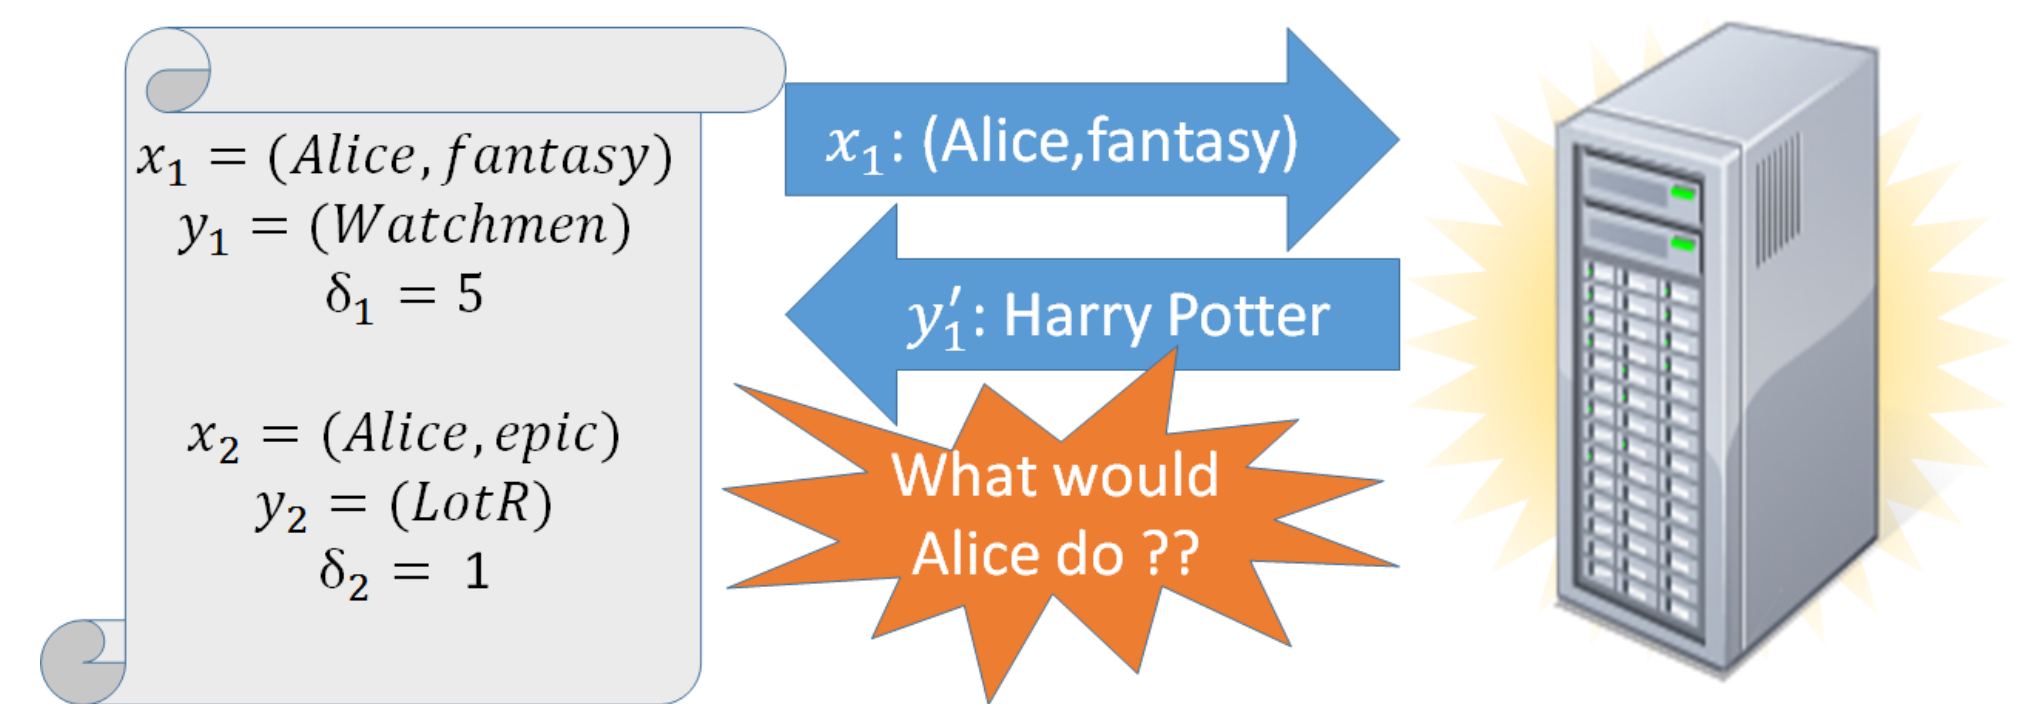 x₁ = (Alice, fantasy)
y₁ = (Watchmen)
δ₁ = 5
x₂ = (Alice, epic)
y₂ = (LotR)
δ₂ = 1
x₁: (Alice,fantasy)
y₁′: Harry Potter
What would
Alice do ??